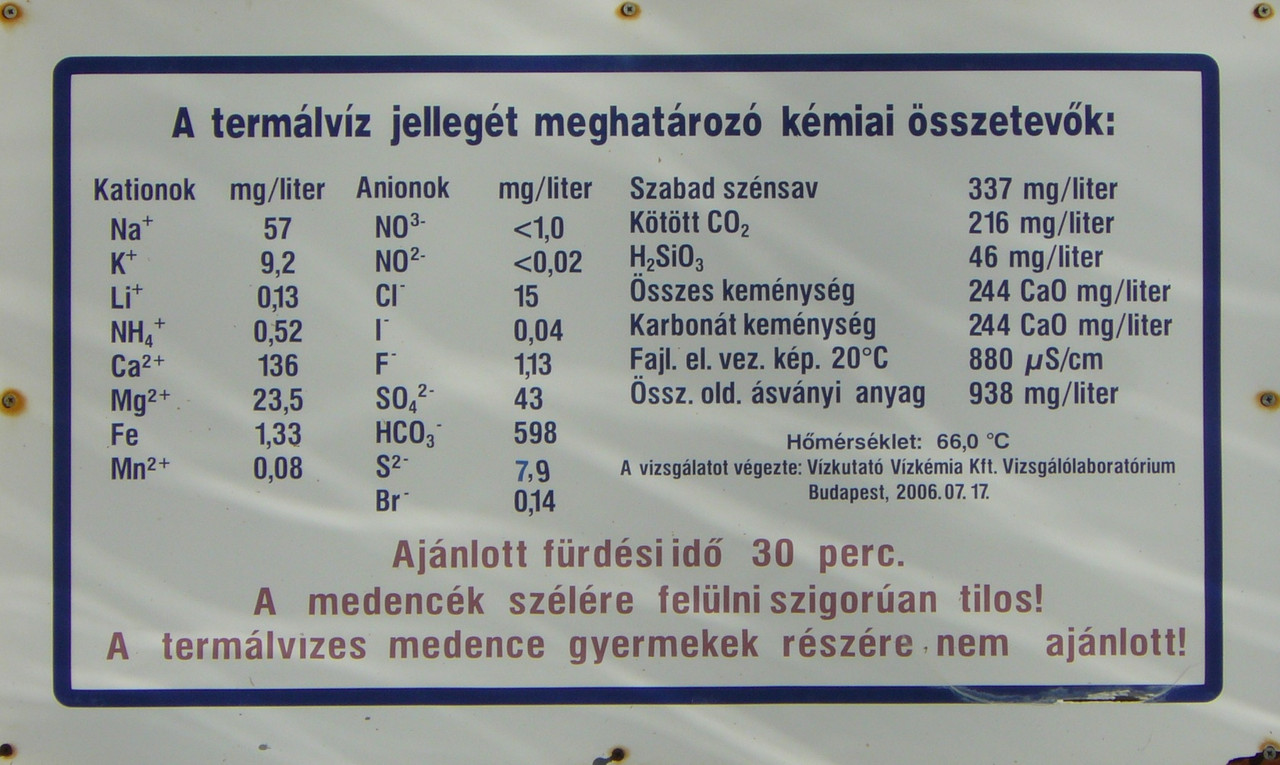 A termálvíz jellegét meghatározó kémiai összetevők:
Kationok mg/liter Anionok mg/liter Szabad szénsav 337 mg/liter
Na⁺ 57 NO³⁻ <1,0 Kötött CO₂ 216 mg/liter
K⁺ 9,2 NO²⁻ <0,02 H₂SiO₃ 46 mg/liter
Li⁺ 0,13 Cl⁻ 15 Összes keménység 244 CaO mg/liter
NH₄⁺ 0,52 I⁻ 0,04 Karbonát keménység 244 CaO mg/liter
Ca²⁺ 136 F⁻ 1,13 Fajl. el. vez. kép. 20°C 880 µS/cm
Mg²⁺ 23,5 SO₄²⁻ 43 Össz. old. ásványi anyag 938 mg/liter
Fe 1,33 HCO₃⁻ 598 Hőmérséklet: 66,0 °C
Mn²⁺ 0,08 S²⁻ 7,9 A vizsgálatot végezte: Vízkutató Vízkémia Kft. Vizsgálólaboratórium
Br⁻ 0,14 Budapest, 2006.07.17.
Ajánlott fürdési idő 30 perc.
A medencék szélére felülni szigorúan tilos!
A termálvizes medence gyermekek részére nem ajánlott!